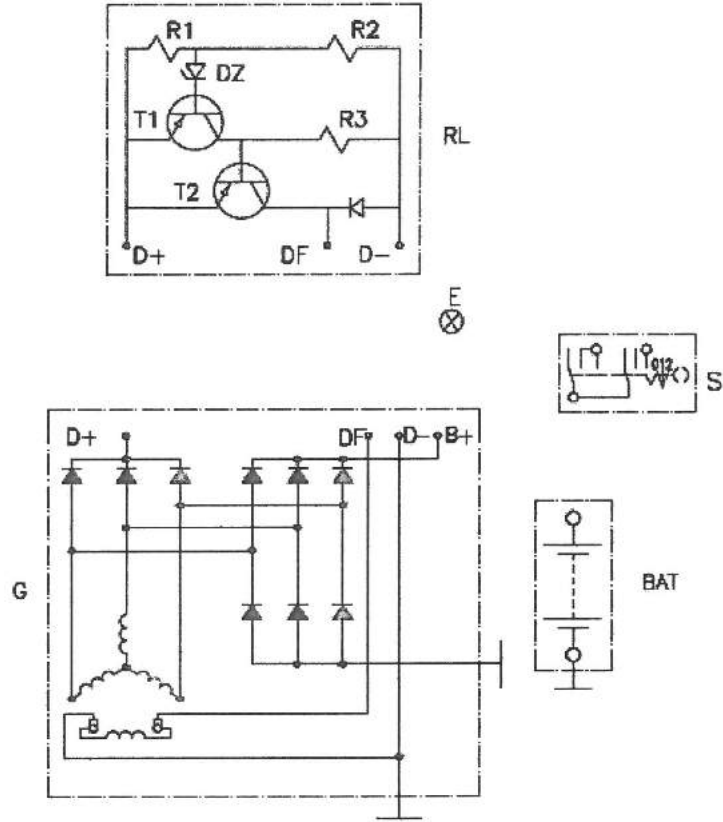 R1 R2
DZ
T1 R3
RL
T2
D+ DF D-
E
S
D+ DF D- B+
G
BAT